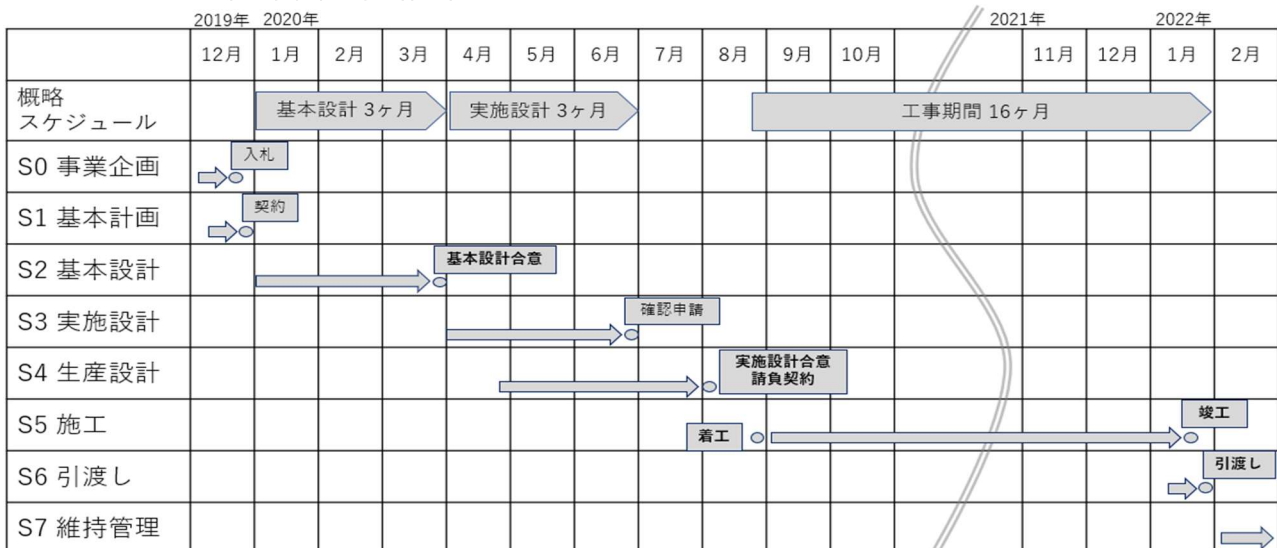 2019年 2020年 2021年 2022年
12月 1月 2月 3月 4月 5月 6月 7月 8月 9月 10月 11月 12月 1月 2月
概略
スケジュール
基本設計 3ヶ月 実施設計 3ヶ月 工事期間 16ヶ月
S0 事業企画 入札
S1 基本計画 契約
S2 基本設計 基本設計合意
S3 実施設計 確認申請
S4 生産設計 実施設計合意
請負契約
S5 施工 着工 竣工
S6 引渡し 引渡し
S7 維持管理